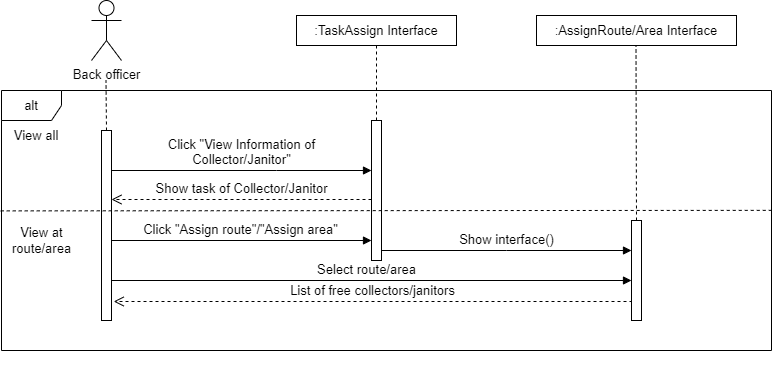 :TaskAssign Interface
:AssignRoute/Area Interface
Back officer
alt
View all
Click "View Information of
Collector/Janitor"
Show task of Collector/Janitor
View at
route/area
Click "Assign route"/"Assign area"
Show interface()
Select route/area
List of free collectors/janitors